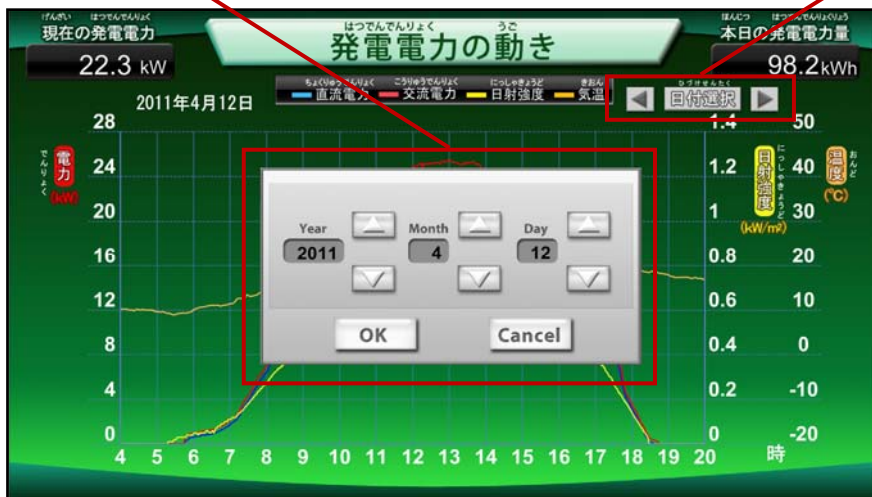 げんざい はつでんでんりょく
現在の発電電力
22.3 kW
はつでんでんりょく うご
発電電力の動き
ほんじつ はつでんでんりょくりょう
本日の発電電力量
98.2kWh
2011年4月12日
ちょくりゅうでんりょく こうりゅうでんりょく にっしゃきょうど きおん
直流電力 交流電力 日射強度 気温
ひづけせんたく
日付選択
でんりょく
電力
(kW)
にっしゃきょうど
日射強度
(kW/㎡)
おんど
温度
(℃)
28 1.4 50
24 1.2 40
20 1 30
16 0.8 20
12 0.6 10
8 0.4 0
4 0.2 -10
0 0 -20
Year Month Day
2011 4 12
OK Cancel
4 5 6 7 8 9 10 11 12 13 14 15 16 17 18 19 20 時